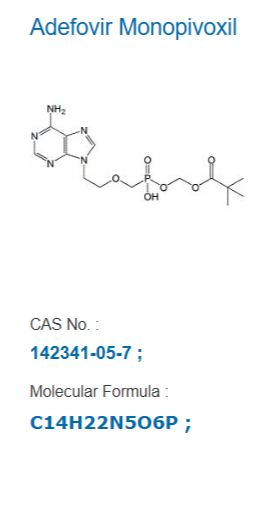 Adefovir Monopivoxil
NH₂
N
N
N
N
O
P
O
OH
O
O
O
CAS No. :
142341-05-7 ;
Molecular Formula :
C14H22N5O6P ;